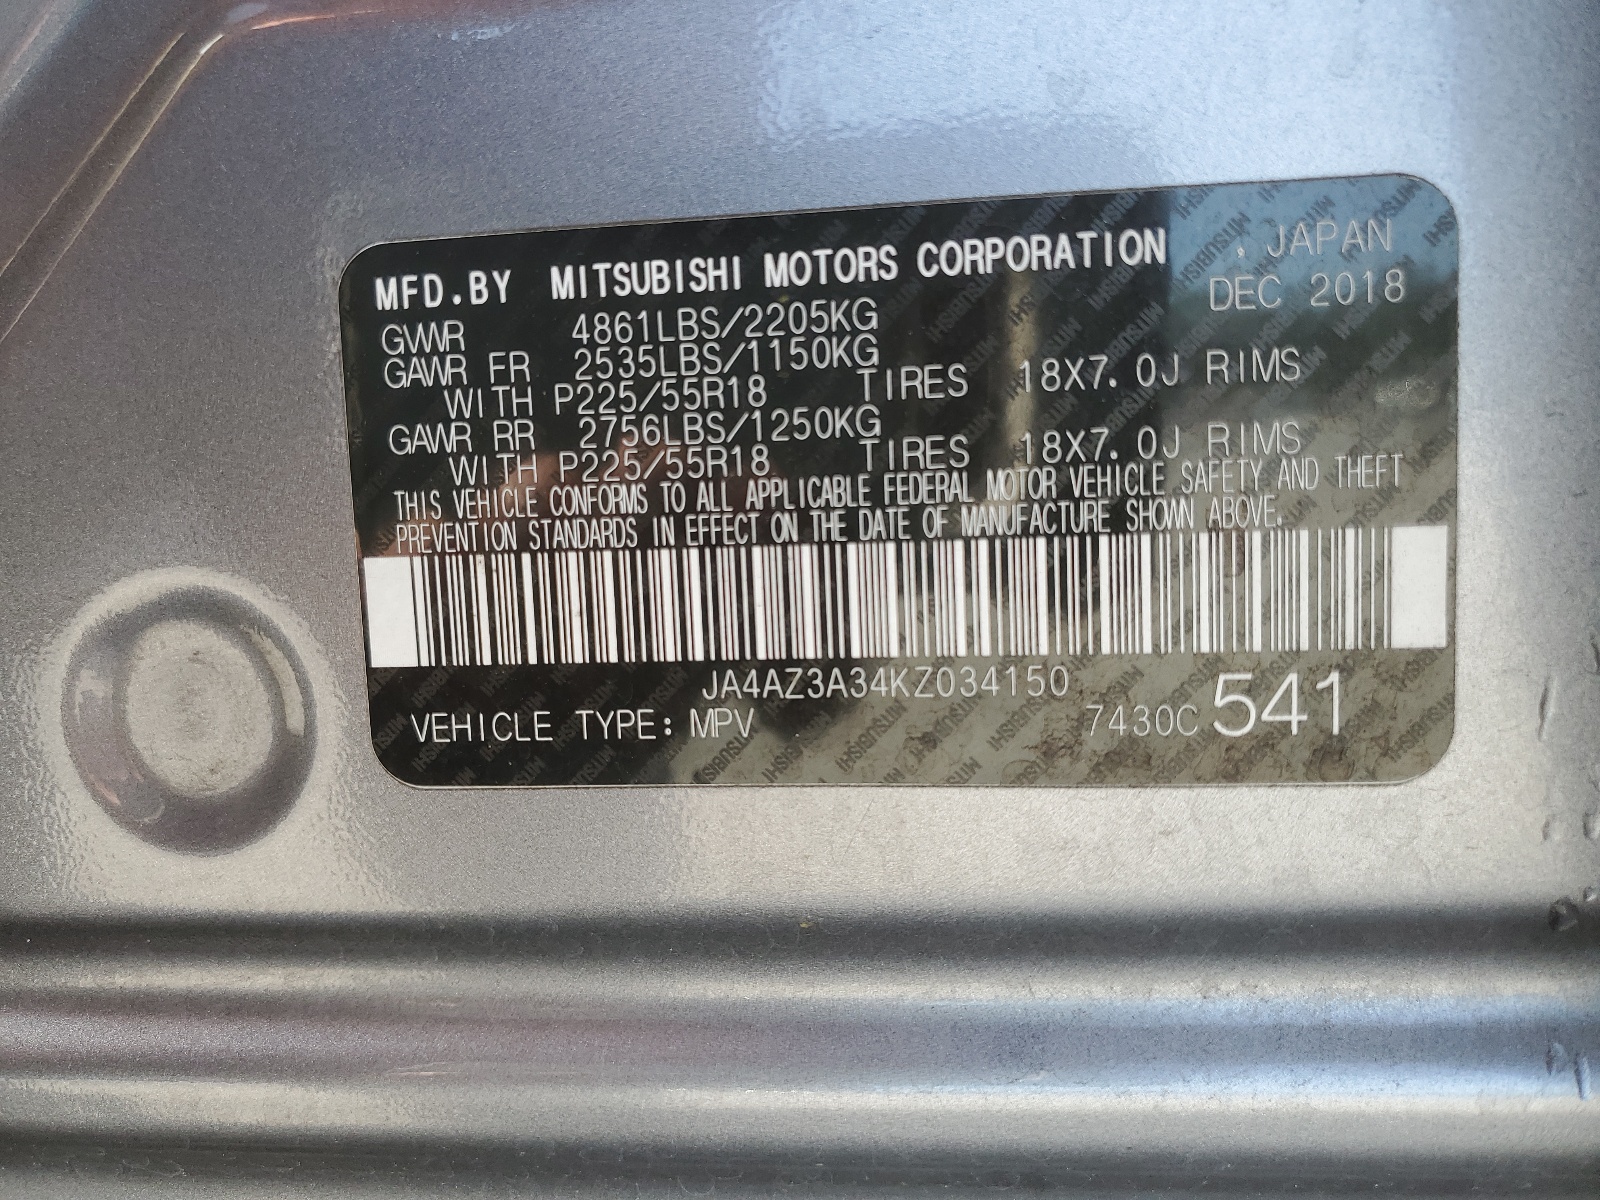 MFD.BY MITSUBISHI MOTORS CORPORATION . JAPAN
DEC 2018
GVWR 4861LBS/2205KG
GAWR FR 2535LBS/1150KG
WITH P225/55R18 TIRES 18X7.0J RIMS
GAWR RR 2756LBS/1250KG
WITH P225/55R18 TIRES 18X7.0J RIMS
THIS VEHICLE CONFORMS TO ALL APPLICABLE FEDERAL MOTOR VEHICLE SAFETY AND THEFT
PREVENTION STANDARDS IN EFFECT ON THE DATE OF MANUFACTURE SHOWN ABOVE.
JA4AZ3A34KZ034150
VEHICLE TYPE: MPV 7430C 541